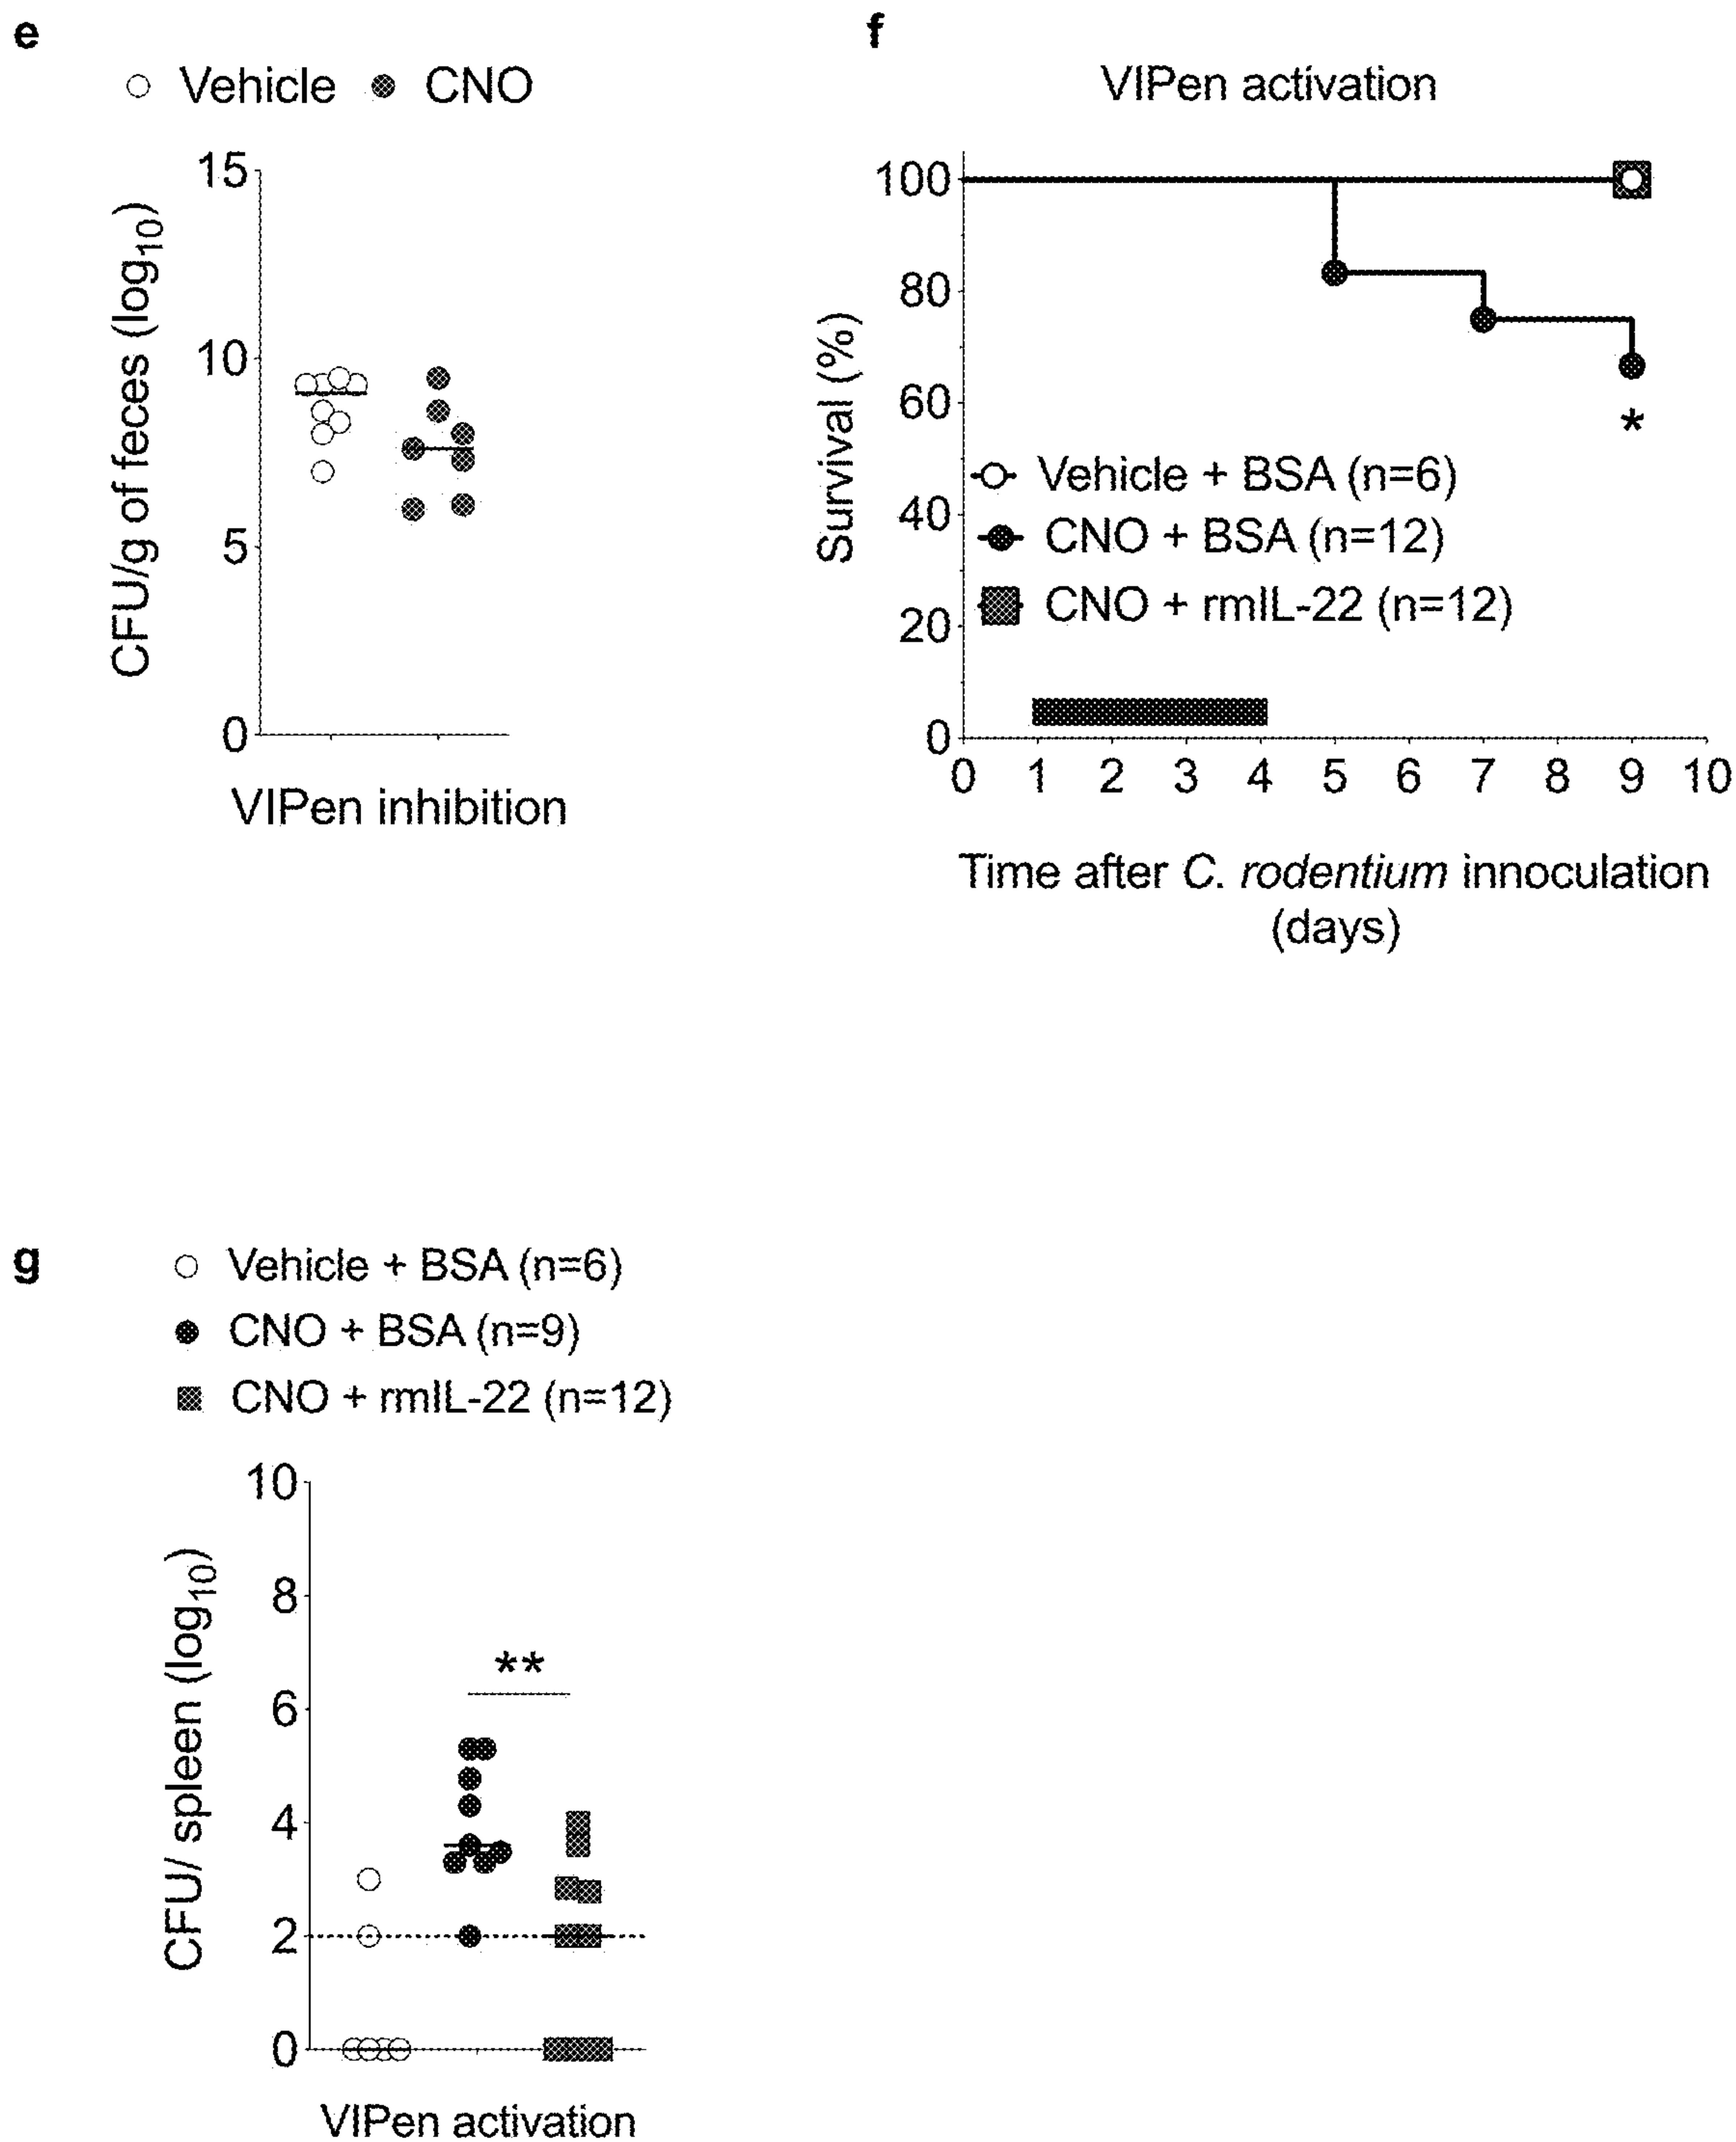 e
Vehicle CNO
15
10
5
0
CFU/g of feces (log10)
VIPen inhibition
f
VIPen activation
100
80
60
40
20
0
Survival (%)
*
Vehicle + BSA (n=6)
CNO + BSA (n=12)
CNO + rmIL-22 (n=12)
0 1 2 3 4 5 6 7 8 9 10
Time after C. rodentium innoculation
(days)
g
Vehicle + BSA (n=6)
CNO + BSA (n=9)
CNO + rmIL-22 (n=12)
10
8
6
4
2
0
CFU/ spleen (log10)
**
VIPen activation